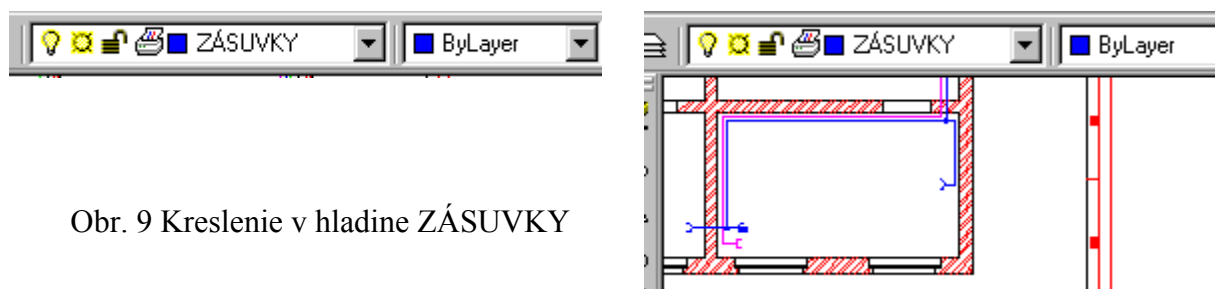 ZÁSUVKY
ByLayer
ZÁSUVKY
ByLayer
Obr. 9 Kreslenie v hladine ZÁSUVKY